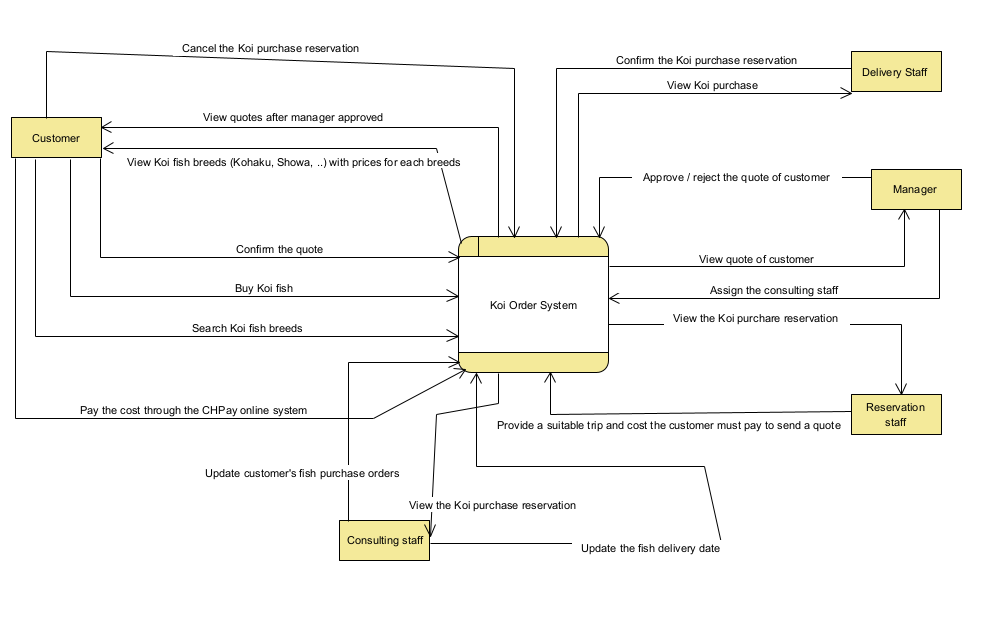 Cancel the Koi purchase reservation
Confirm the Koi purchase reservation
Delivery Staff
View Koi purchase
View quotes after manager approved
Customer
View Koi fish breeds (Kohaku, Showa, ..) with prices for each breeds
Approve / reject the quote of customer
Manager
Confirm the quote
View quote of customer
Buy Koi fish
Assign the consulting staff
Koi Order System
Search Koi fish breeds
View the Koi purchare reservation
Pay the cost through the CHPay online system
Reservation
staff
Provide a suitable trip and cost the customer must pay to send a quote
Update customer's fish purchase orders
View the Koi purchase reservation
Consulting staff
Update the fish delivery date